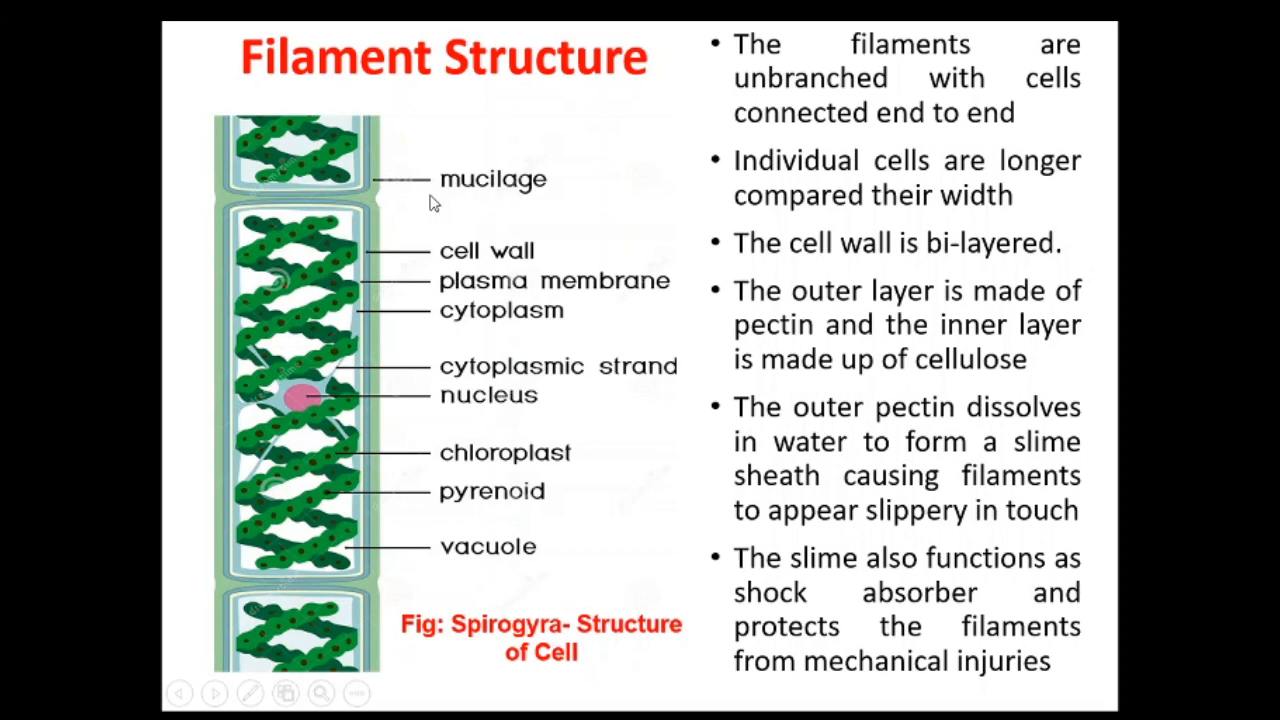 Filament Structure
mucilage
cell wall
plasma membrane
cytoplasm
cytoplasmic strand
nucleus
chloroplast
pyrenoid
vacuole
Fig: Spirogyra- Structure
of Cell
• The filaments are
unbranched with cells
connected end to end
• Individual cells are longer
compared their width
• The cell wall is bi-layered.
• The outer layer is made of
pectin and the inner layer
is made up of cellulose
• The outer pectin dissolves
in water to form a slime
sheath causing filaments
to appear slippery in touch
• The slime also functions as
shock absorber and
protects the filaments
from mechanical injuries